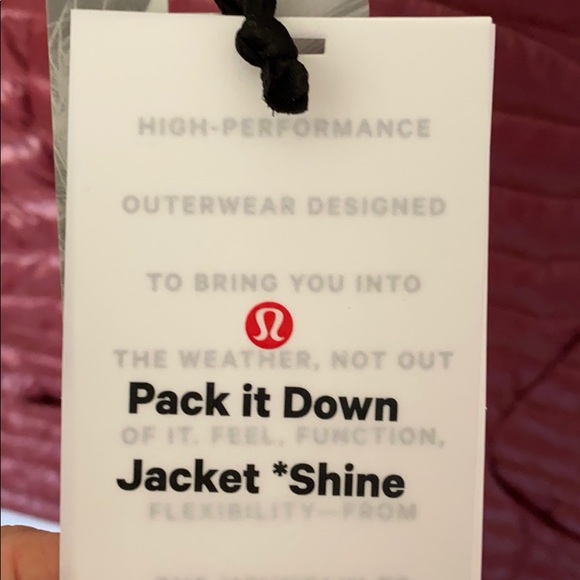 HIGH-PERFORMANCE
OUTERWEAR DESIGNED
TO BRING YOU INTO
THE WEATHER, NOT OUT
Pack it Down
OF IT. FEEL, FUNCTION,
Jacket *Shine
FLEXIBILITY—FROM